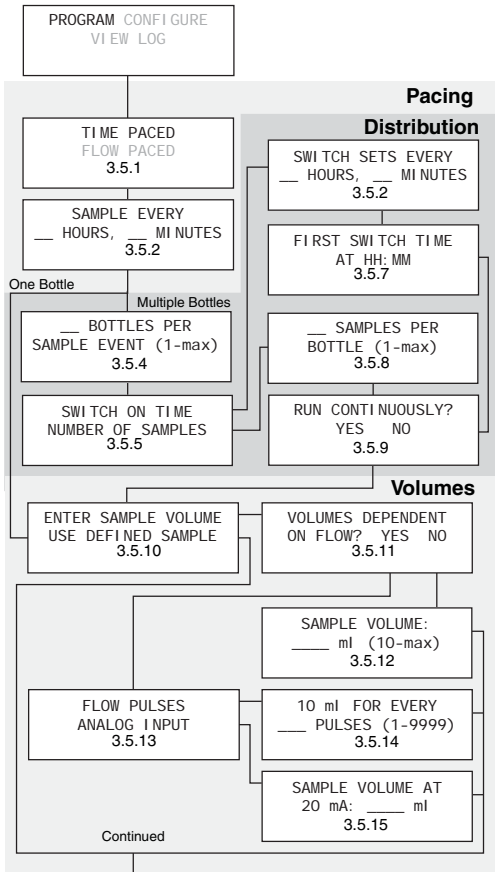 PROGRAM CONFIGURE
VIEW LOG
Pacing
TIME PACED
FLOW PACED
3.5.1
SAMPLE EVERY
__ HOURS, __ MINUTES
3.5.2
Distribution
SWITCH SETS EVERY
__ HOURS, __ MINUTES
3.5.2
FIRST SWITCH TIME
AT HH:MM
3.5.7
One Bottle
Multiple Bottles
__ BOTTLES PER
SAMPLE EVENT (1-max)
3.5.4
SWITCH ON TIME
NUMBER OF SAMPLES
3.5.5
__ SAMPLES PER
BOTTLE (1-max)
3.5.8
RUN CONTINUOUSLY?
YES NO
3.5.9
Volumes
ENTER SAMPLE VOLUME
USE DEFINED SAMPLE
3.5.10
VOLUMES DEPENDENT
ON FLOW? YES NO
3.5.11
SAMPLE VOLUME:
____ ml (10-max)
3.5.12
FLOW PULSES
ANALOG INPUT
3.5.13
10 ml FOR EVERY
___ PULSES (1-9999)
3.5.14
SAMPLE VOLUME AT
20 mA: ____ ml
3.5.15
Continued